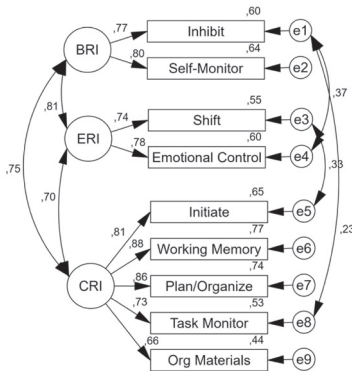 ,60
,77
Inhibit
e1
BRI
,80
,64
Self-Monitor
e2
,37
,81
,55
,74
Shift
e3
ERI
,78
,60
Emotional Control
e4
,75
,33
,70
,65
Initiate
e5
,81
,77
,23
,88
Working Memory
e6
,74
CRI
,86
Plan/Organize
e7
,73
,53
Task Monitor
e8
,66
,44
Org Materials
e9